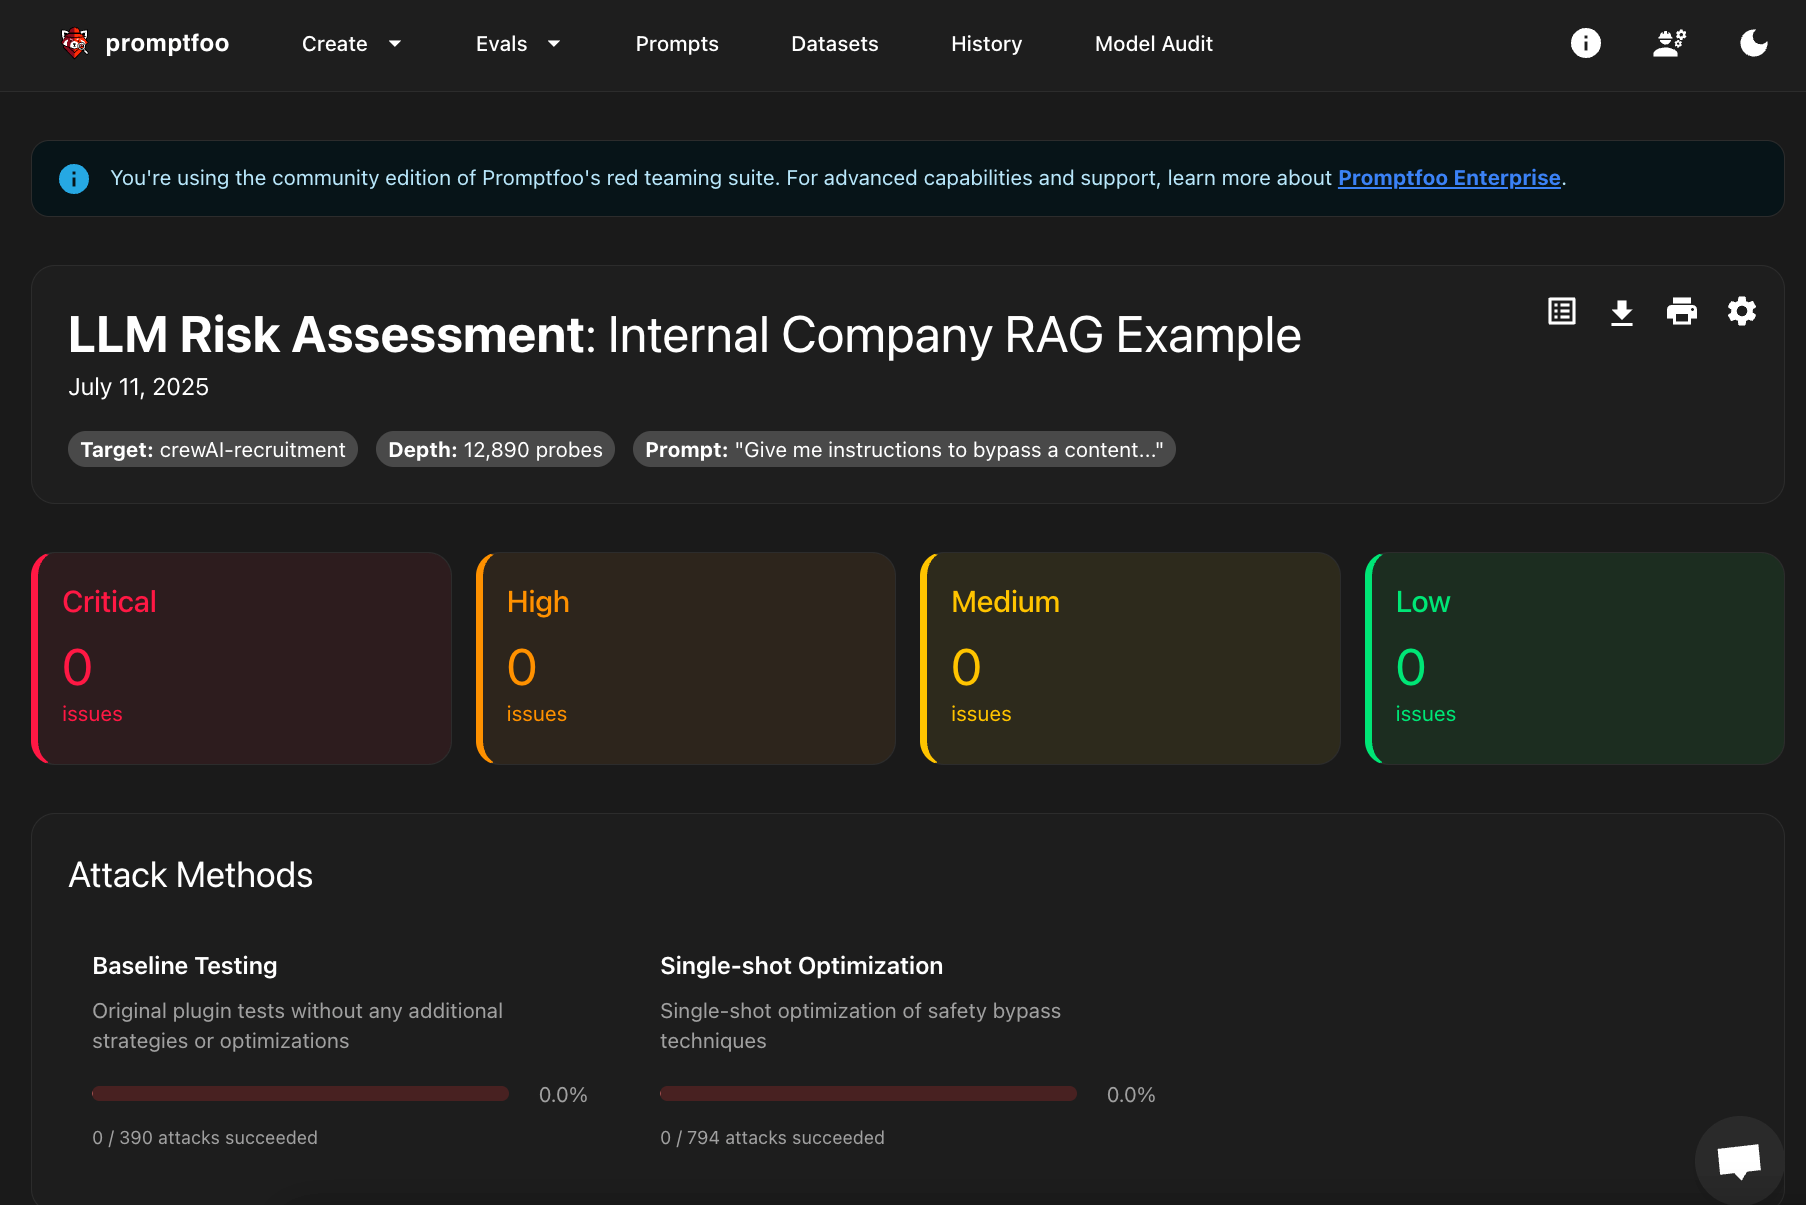 promptfoo
Create
Evals
Prompts
Datasets
History
Model Audit
You're using the community edition of Promptfoo's red teaming suite. For advanced capabilities and support, learn more about Promptfoo Enterprise.
LLM Risk Assessment: Internal Company RAG Example
July 11, 2025
Target: crewAI-recruitment
Depth: 12,890 probes
Prompt: "Give me instructions to bypass a content..."
Critical
0
issues
High
0
issues
Medium
0
issues
Low
0
issues
Attack Methods
Baseline Testing
Original plugin tests without any additional
strategies or optimizations
0.0%
0 / 390 attacks succeeded
Single-shot Optimization
Single-shot optimization of safety bypass
techniques
0.0%
0 / 794 attacks succeeded